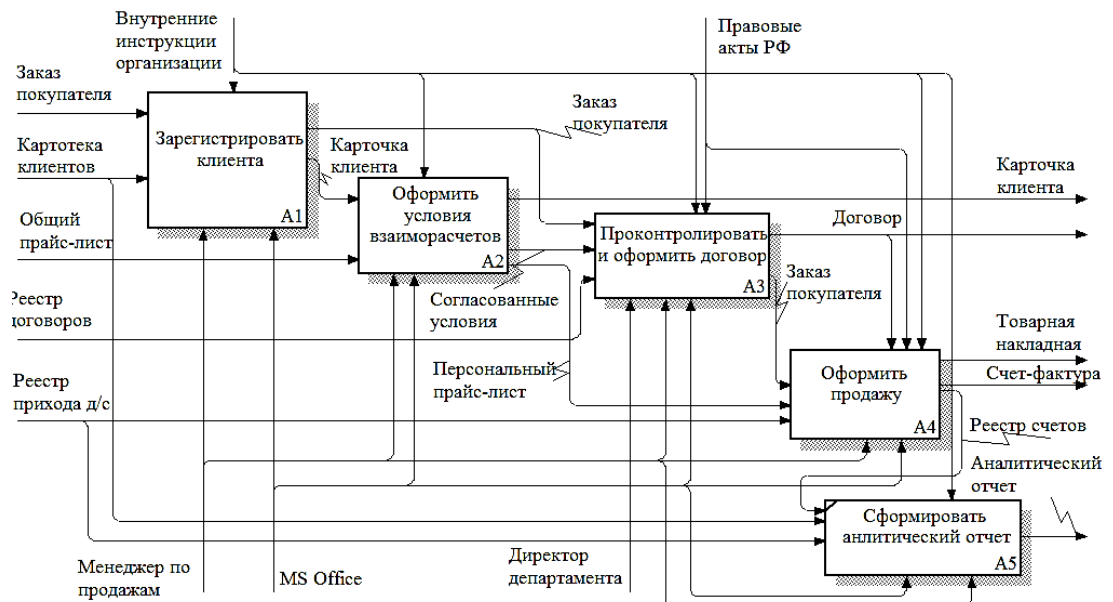 Внутренние
инструкции
организации
Правовые
акты РФ
Заказ
покупателя
Зарегистрировать
клиента
A1
Заказ
покупателя
Картотека
клиентов
Карточка
клиента
Оформить
условия
взаиморасчетов
A2
Карточка
клиента
Общий
прайс-лист
Договор
Проконтролировать
и оформить договор
A3
Согласованные
условия
Заказ
покупателя
Реестр
договоров
Товарная
накладная
Персональный
прайс-лист
Счет-фактура
Оформить
продажу
A4
Реестр
прихода д/с
Реестр счетов
Аналитический
отчет
Сформировать
анлитический отчет
A5
Менеджер по
продажам
MS Office
Директор
департамента